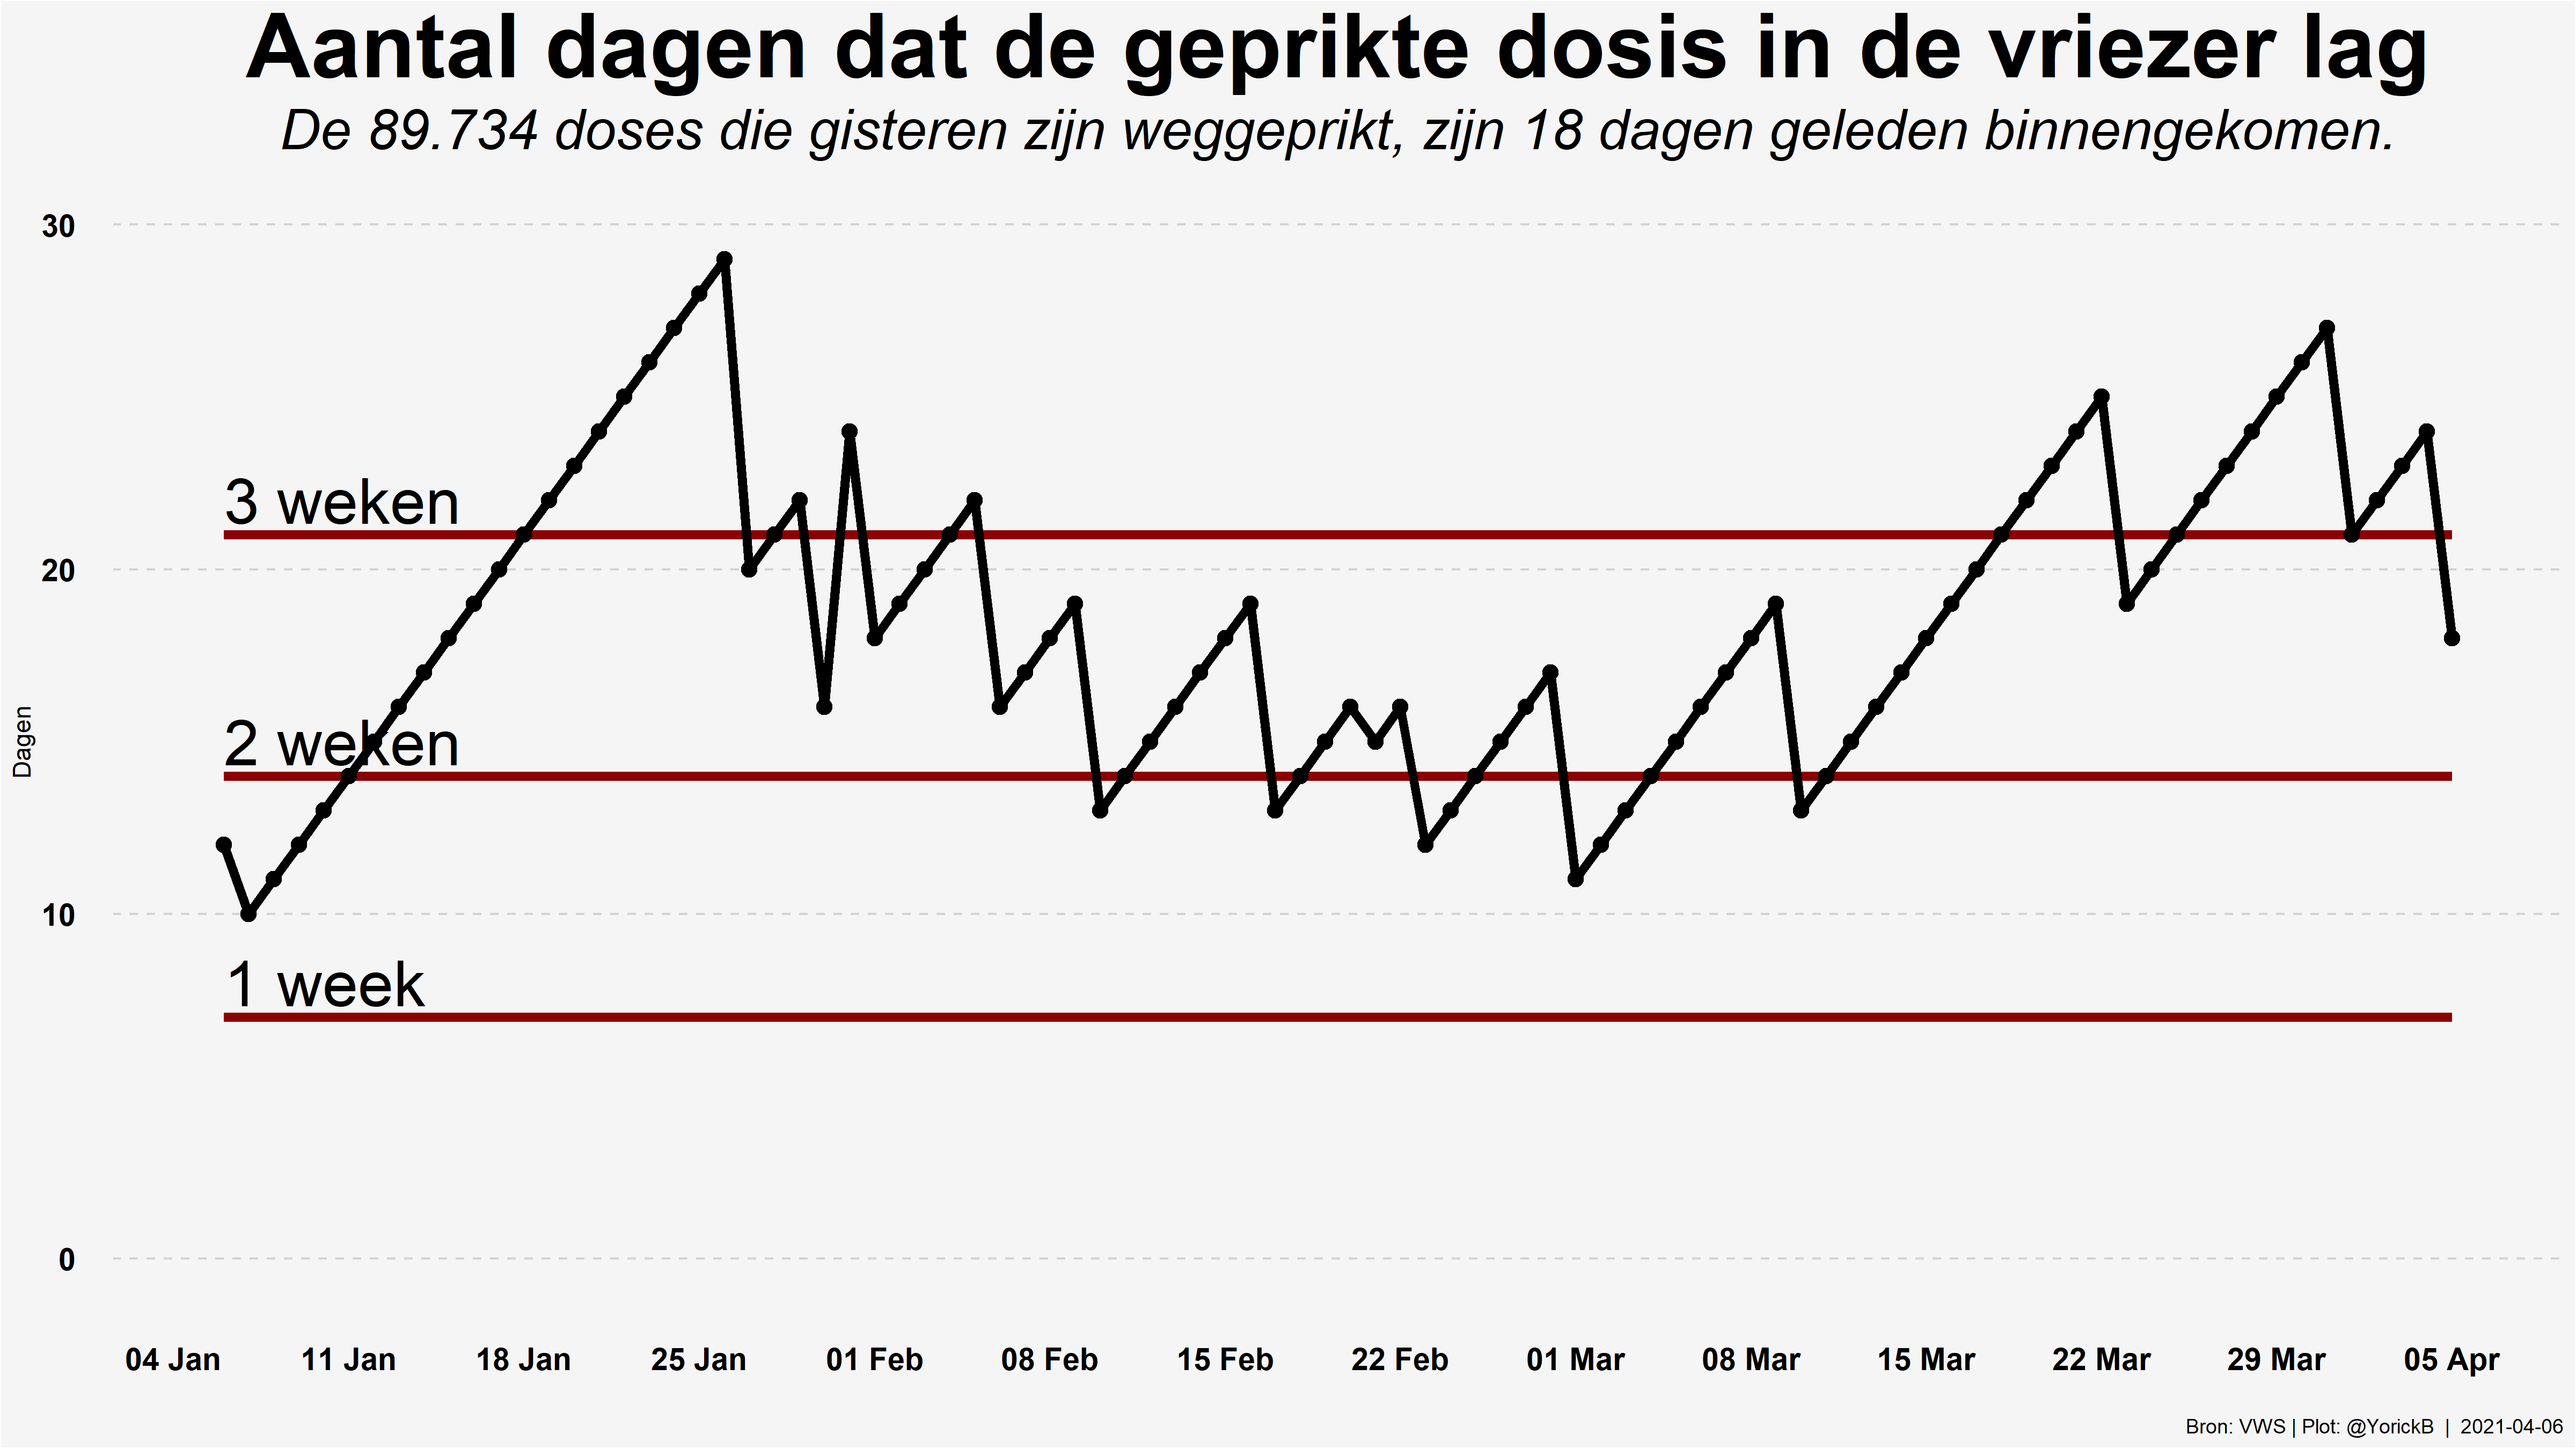 Aantal dagen dat de geprikte dosis in de vriezer lag
De 89.734 doses die gisteren zijn weggeprikt, zijn 18 dagen geleden binnengekomen.
30
3 weken
20
2 weken
Dagen
10
1 week
0
04 Jan 11 Jan 18 Jan 25 Jan 01 Feb 08 Feb 15 Feb 22 Feb 01 Mar 08 Mar 15 Mar 22 Mar 29 Mar 05 Apr
Bron: VWS | Plot: @YorickB | 2021-04-06